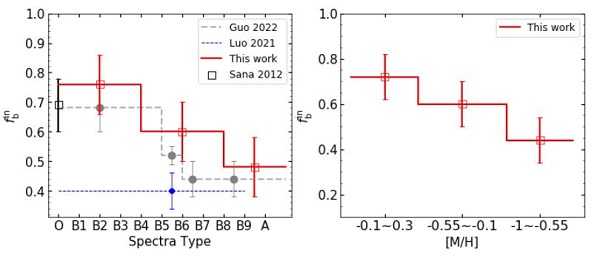 1.0
0.9
0.8
0.7
0.6
0.5
0.4
f_b^in
Guo 2022
Luo 2021
This work
Sana 2012
O B1 B2 B3 B4 B5 B6 B7 B8 B9 A
Spectra Type
1.0
0.8
0.6
0.4
0.2
f_b^in
This work
-0.1~0.3 -0.55~-0.1 -1~-0.55
[M/H]